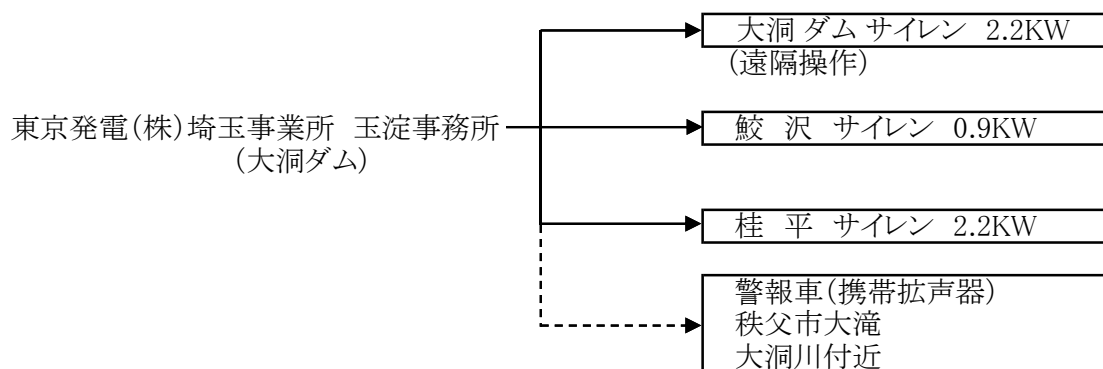 大洞 ダム サイレン 2.2KW
(遠隔操作)
東京発電(株)埼玉事業所 玉淀事務所
(大洞ダム)
鮫 沢 サイレン 0.9KW
桂 平 サイレン 2.2KW
警報車(携帯拡声器)
秩父市大滝
大洞川付近